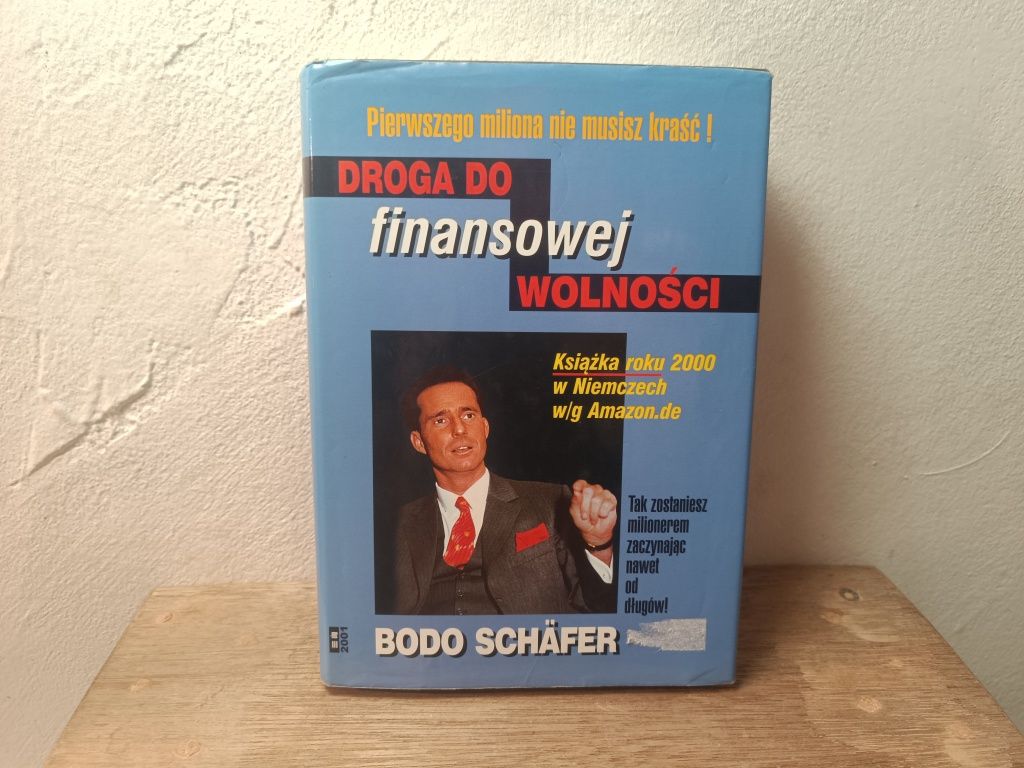 Pierwszego miliona nie musisz kraść !
DROGA DO
finansowej
WOLNOŚCI
Książka roku 2000
w Niemczech
w/g Amazon.de
Tak zostaniesz
milionerem
zaczynając
nawet
od
długów!
BODO SCHÄFER
2001